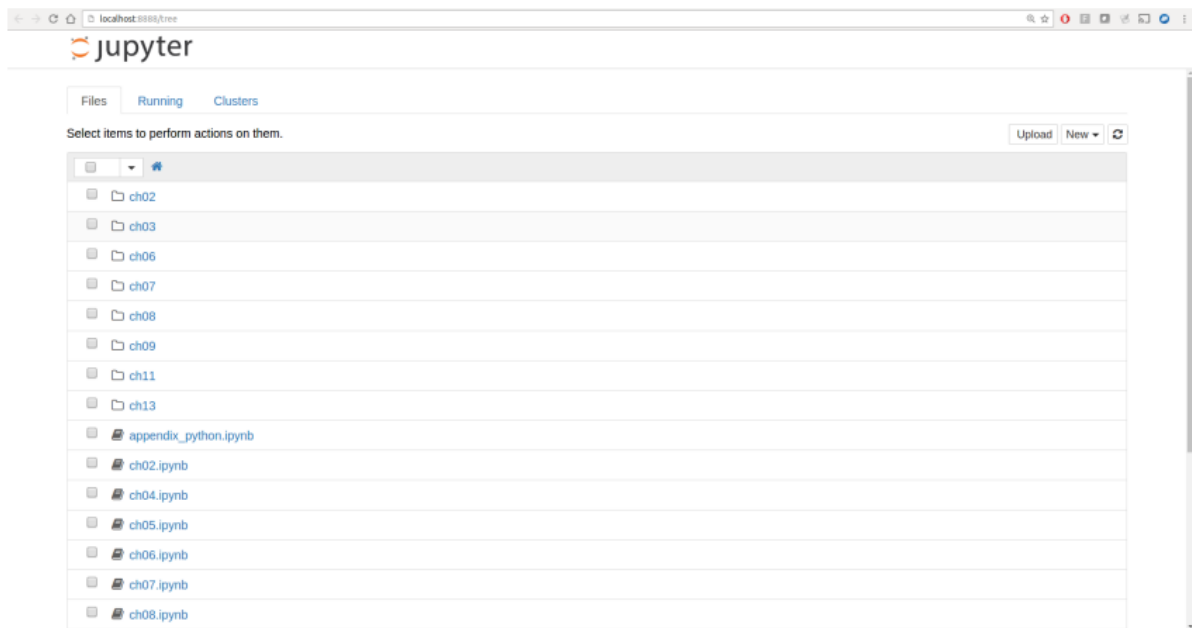 localhost:8888/tree
jupyter
Files Running Clusters
Select items to perform actions on them. Upload New
ch02
ch03
ch06
ch07
ch08
ch09
ch11
ch13
appendix_python.ipynb
ch02.ipynb
ch04.ipynb
ch05.ipynb
ch06.ipynb
ch07.ipynb
ch08.ipynb